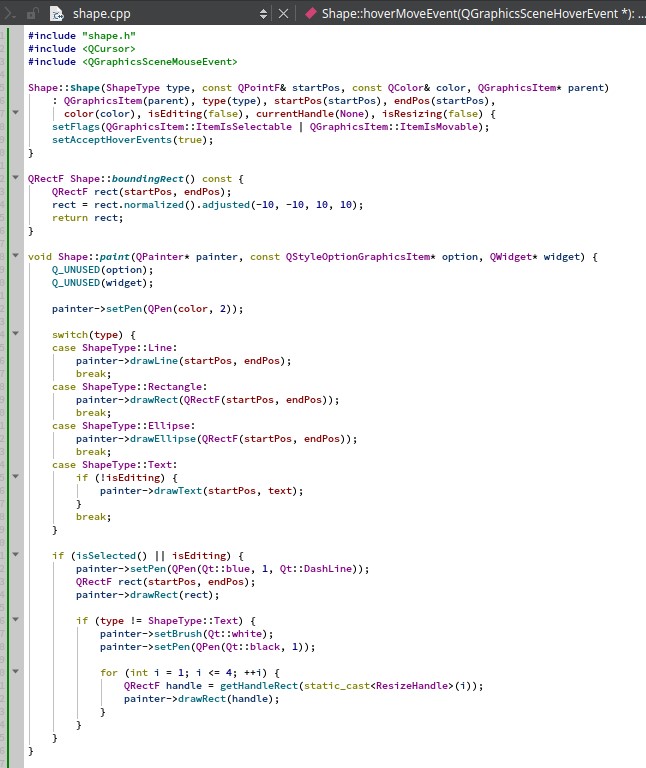 shape.cpp
Shape::hoverMoveEvent(QGraphicsSceneHoverEvent *): ...
#include "shape.h"
#include <QCursor>
#include <QGraphicsSceneMouseEvent>
Shape::Shape(ShapeType type, const QPointF& startPos, const QColor& color, QGraphicsItem* parent)
    : QGraphicsItem(parent), type(type), startPos(startPos), endPos(startPos),
      color(color), isEditing(false), currentHandle(None), isResizing(false) {
    setFlags(QGraphicsItem::ItemIsSelectable | QGraphicsItem::ItemIsMovable);
    setAcceptHoverEvents(true);
}
QRectF Shape::boundingRect() const {
    QRectF rect(startPos, endPos);
    rect = rect.normalized().adjusted(-10, -10, 10, 10);
    return rect;
}
void Shape::paint(QPainter* painter, const QStyleOptionGraphicsItem* option, QWidget* widget) {
    Q_UNUSED(option);
    Q_UNUSED(widget);
    painter->setPen(QPen(color, 2));
    switch(type) {
    case ShapeType::Line:
        painter->drawLine(startPos, endPos);
        break;
    case ShapeType::Rectangle:
        painter->drawRect(QRectF(startPos, endPos));
        break;
    case ShapeType::Ellipse:
        painter->drawEllipse(QRectF(startPos, endPos));
        break;
    case ShapeType::Text:
        if (!isEditing) {
            painter->drawText(startPos, text);
        }
        break;
    }
    if (isSelected() || isEditing) {
        painter->setPen(QPen(Qt::blue, 1, Qt::DashLine));
        QRectF rect(startPos, endPos);
        painter->drawRect(rect);
        if (type != ShapeType::Text) {
            painter->setBrush(Qt::white);
            painter->setPen(QPen(Qt::black, 1));
            for (int i = 1; i <= 4; ++i) {
                QRectF handle = getHandleRect(static_cast<ResizeHandle>(i));
                painter->drawRect(handle);
            }
        }
    }
}